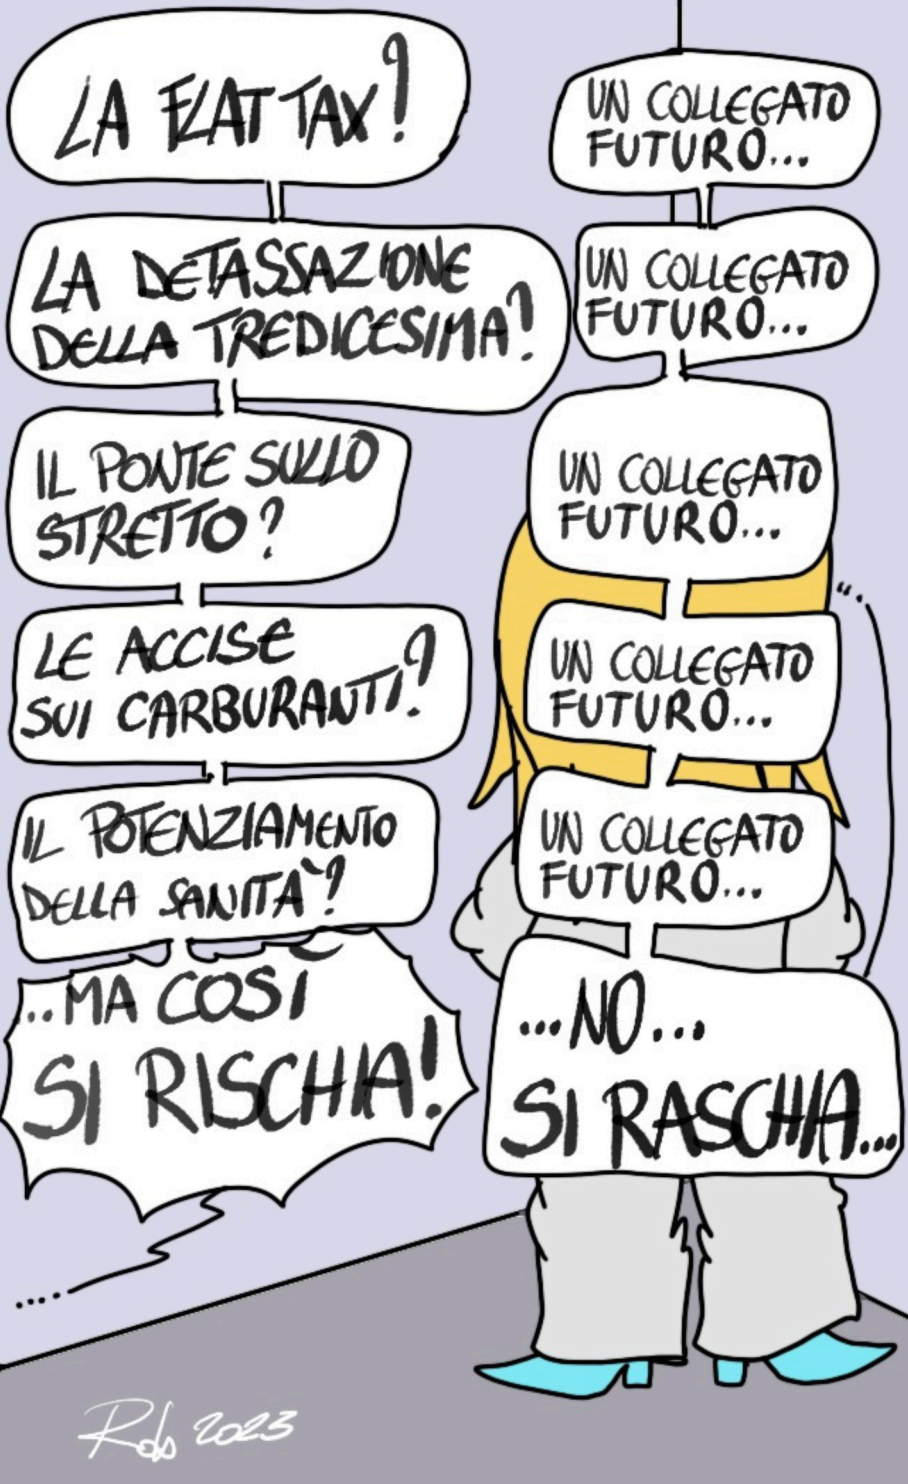 LA FLAT TAX?
UN COLLEGATO
FUTURO...
LA DETASSAZIONE
DELLA TREDICESIMA?
UN COLLEGATO
FUTURO...
IL PONTE SULLO
STRETTO?
UN COLLEGATO
FUTURO...
LE ACCISE
SUI CARBURANTI?
UN COLLEGATO
FUTURO...
IL POTENZIAMENTO
DELLA SANITÀ?
UN COLLEGATO
FUTURO...
...MA COSÌ
SI RISCHIA!
...NO...
SI RASCHIA...
2023